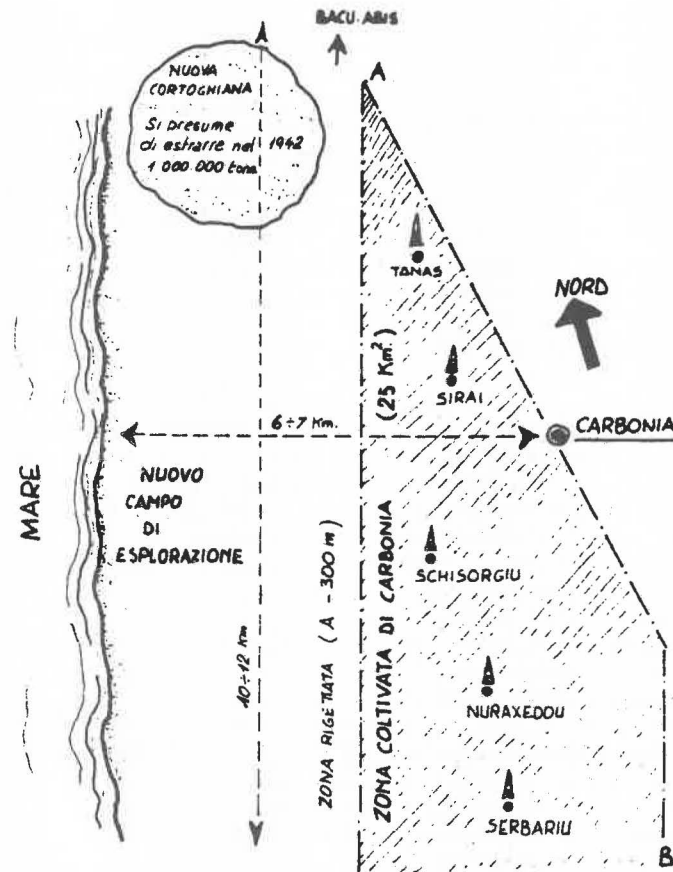 BACU-ABIS
A
NUOVA
CORTOGHIANA
Si presume
di estrarre nel 1942
1 000.000 tonn
TANAS
NORD
(25 Km²)
SIRAI
6÷7 Km.
CARBONIA
MARE
NUOVO
CAMPO
DI
ESPLORAZIONE
SCHISORGIU
10÷12 Km
ZONA RIGETTATA (A - 300 m)
ZONA COLTIVATA DI CARBONIA
NURAXEDDU
SERBARIU
B